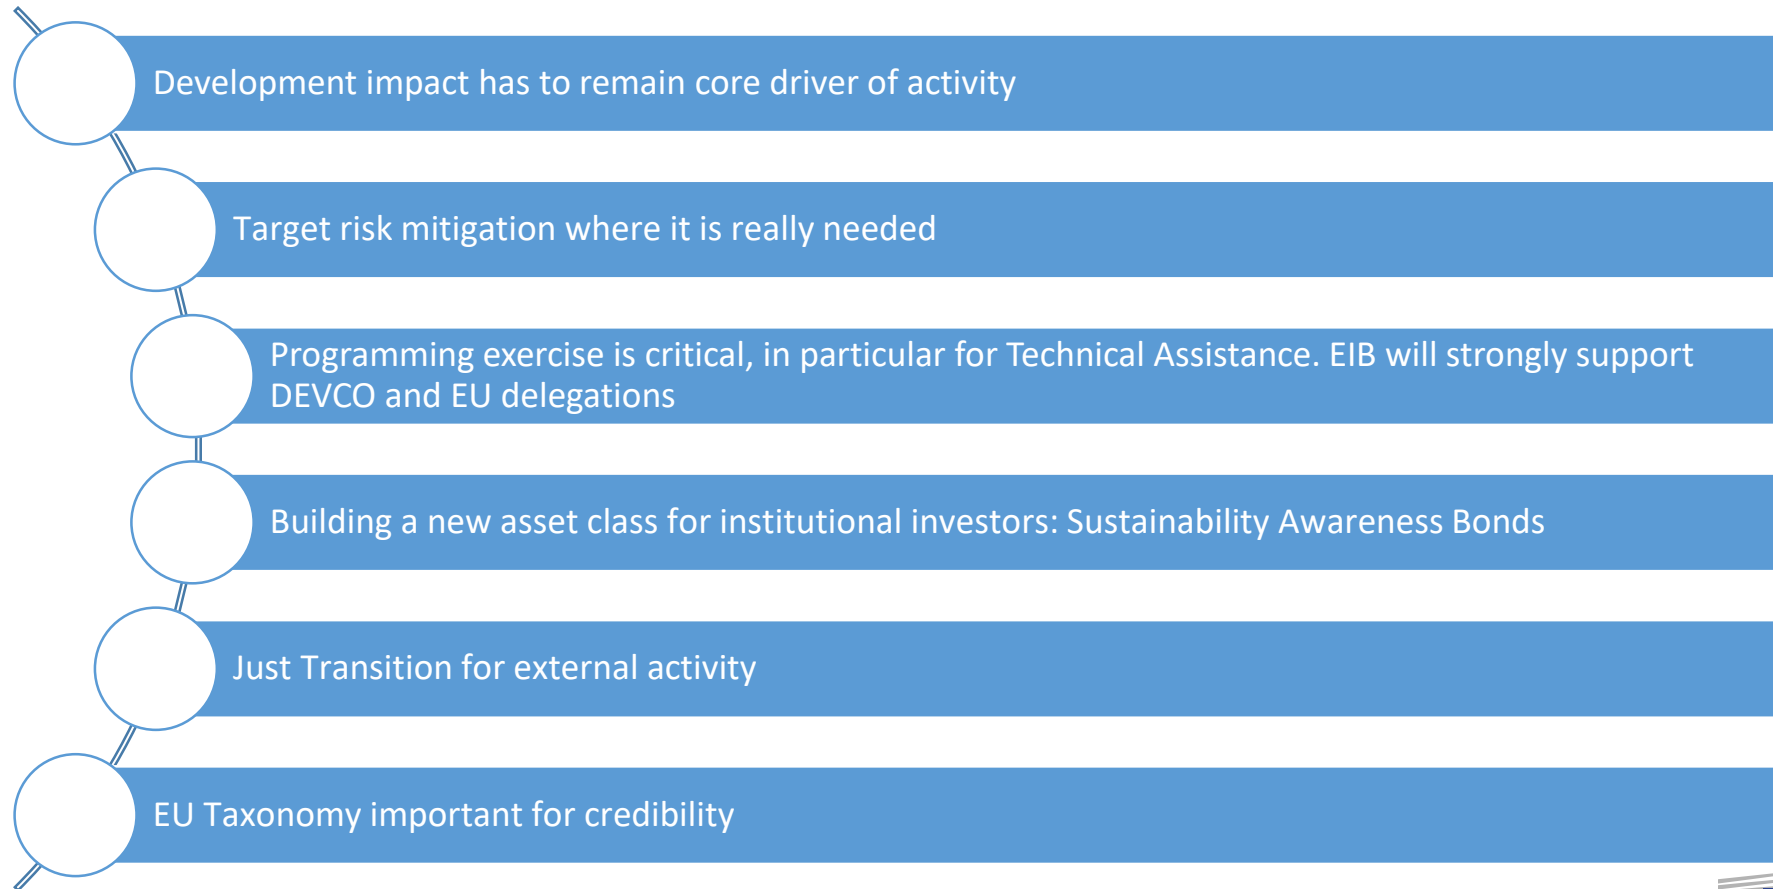 Development impact has to remain core driver of activity
Target risk mitigation where it is really needed
Programming exercise is critical, in particular for Technical Assistance. EIB will strongly support
DEVCO and EU delegations
Building a new asset class for institutional investors: Sustainability Awareness Bonds
Just Transition for external activity
EU Taxonomy important for credibility